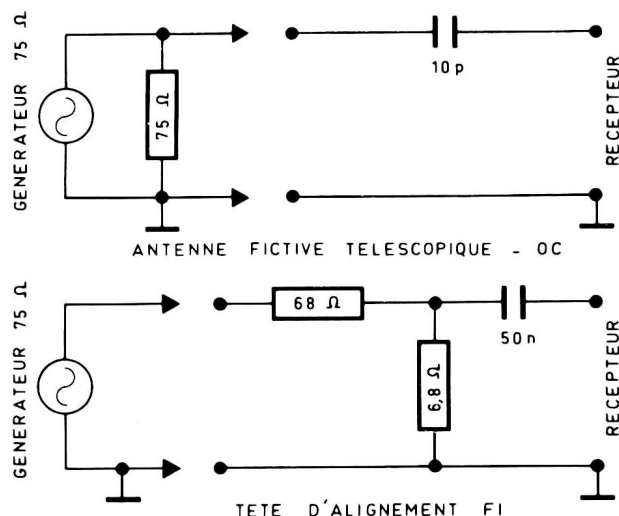 GENERATEUR 75 Ω
75 Ω
10 p
RECEPTEUR
ANTENNE FICTIVE TELESCOPIQUE - OC
GENERATEUR 75 Ω
68 Ω
6,8 Ω
50 n
RECEPTEUR
TETE D'ALIGNEMENT FI